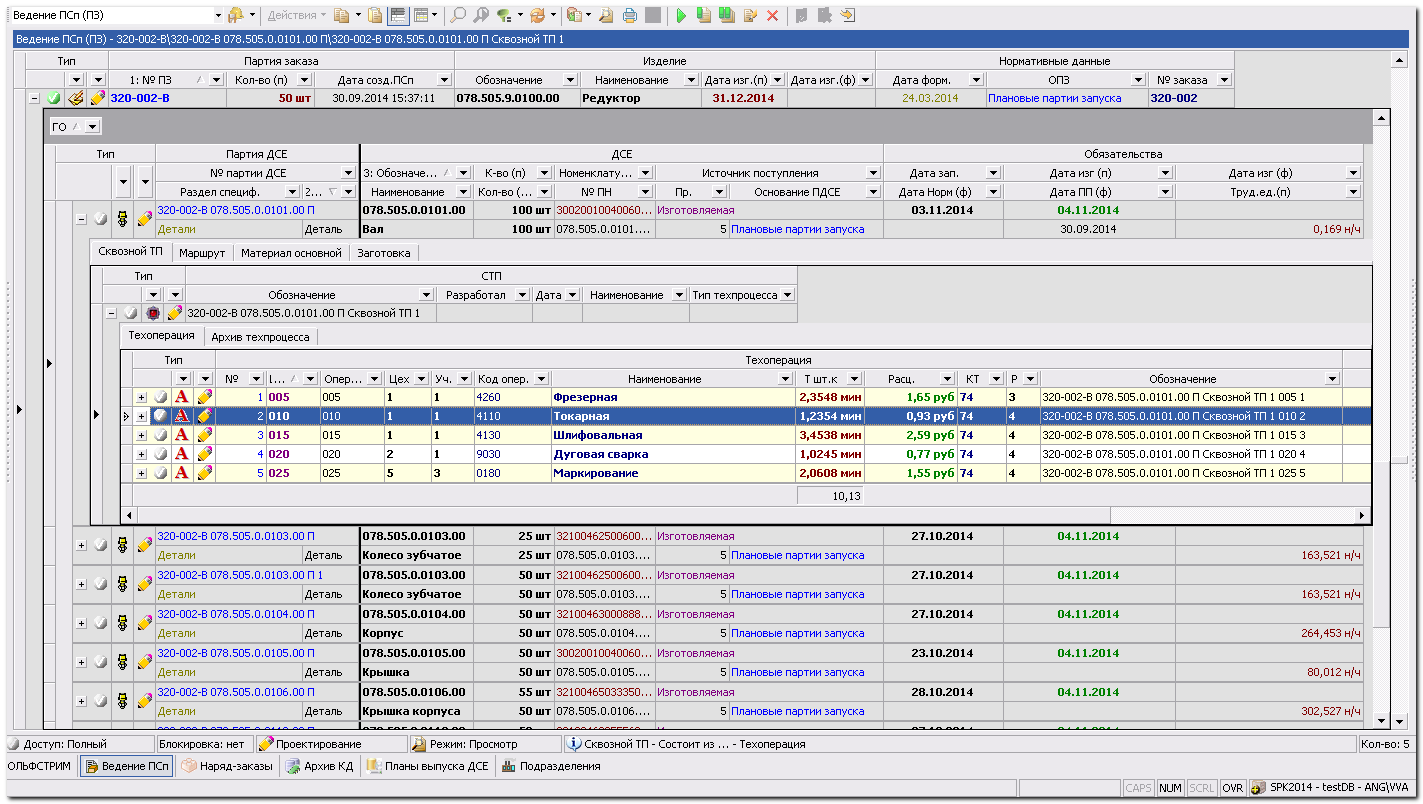 Ведение ПСп (ПЗ)
Действия
Ведение ПСп (ПЗ) - 320-002-В\320-002-В 078.505.0.0101.00 П\320-002-В 078.505.0.0101.00 П Сквозной ТП 1
Тип Партия заказа Изделие Нормативные данные
1: № ПЗ Кол-во (п) Дата созд.ПСп Обозначение Наименование Дата изг.(п) Дата изг.(ф) Дата форм. ОПЗ № заказа
320-002-В 50 шт 30.09.2014 15:37:11 078.505.9.0100.00 Редуктор 31.12.2014 24.03.2014 Плановые партии запуска 320-002
ГО
Тип Партия ДСЕ ДСЕ Обязательства
№ партии ДСЕ 3: Обозначе... К-во (п) Номенклату... Источник поступления Дата зап. Дата изг (п) Дата изг (ф)
Раздел специф. 2... Наименование Кол-во (... № ПН Пр. Основание ПДСЕ Дата Норм (ф) Дата ПП (ф) Труд.ед.(п)
320-002-В 078.505.0.0101.00 П 078.505.0.0101.00 100 шт 30020010040060... Изготовляемая 03.11.2014 04.11.2014
Детали Деталь Вал 100 шт 078.505.0.0101.... 5 Плановые партии запуска 30.09.2014 0,169 н/ч
Сквозной ТП Маршрут Материал основной Заготовка
Тип СТП
Обозначение Разработал Дата Наименование Тип техпроцесса
320-002-В 078.505.0.0101.00 П Сквозной ТП 1
Техоперация Архив техпроцесса
Тип Техоперация
№ 1... Опер... Цех Уч. Код опер. Наименование Т шт.к Расц. КТ Р Обозначение
1 005 005 1 1 4260 Фрезерная 2,3548 мин 1,65 руб 74 3 320-002-В 078.505.0.0101.00 П Сквозной ТП 1 005 1
2 010 010 1 1 4110 Токарная 1,2354 мин 0,93 руб 74 4 320-002-В 078.505.0.0101.00 П Сквозной ТП 1 010 2
3 015 015 1 1 4130 Шлифовальная 3,4538 мин 2,59 руб 74 4 320-002-В 078.505.0.0101.00 П Сквозной ТП 1 015 3
4 020 020 2 1 9030 Дуговая сварка 1,0245 мин 0,77 руб 74 4 320-002-В 078.505.0.0101.00 П Сквозной ТП 1 020 4
5 025 025 5 3 0180 Маркирование 2,0608 мин 1,55 руб 74 4 320-002-В 078.505.0.0101.00 П Сквозной ТП 1 025 5
10,13
320-002-В 078.505.0.0103.00 П 078.505.0.0103.00 25 шт 32100462500600... Изготовляемая 27.10.2014 04.11.2014
Детали Деталь Колесо зубчатое 25 шт 078.505.0.0103.... 5 Плановые партии запуска 163,521 н/ч
320-002-В 078.505.0.0103.00 П 1 078.505.0.0103.00 50 шт 32100462500600... Изготовляемая 27.10.2014 04.11.2014
Детали Деталь Колесо зубчатое 50 шт 078.505.0.0103.... 5 Плановые партии запуска 163,521 н/ч
320-002-В 078.505.0.0104.00 П 078.505.0.0104.00 50 шт 32100463000888... Изготовляемая 27.10.2014 04.11.2014
Детали Деталь Корпус 50 шт 078.505.0.0104.... 5 Плановые партии запуска 264,453 н/ч
320-002-В 078.505.0.0105.00 П 078.505.0.0105.00 50 шт 30020010040060... Изготовляемая 23.10.2014 04.11.2014
Детали Деталь Крышка 50 шт 078.505.0.0105.... 5 Плановые партии запуска 80,012 н/ч
320-002-В 078.505.0.0106.00 П 078.505.0.0106.00 55 шт 32100465033350... Изготовляемая 28.10.2014 04.11.2014
Детали Деталь Крышка корпуса 50 шт 078.505.0.0106.... 5 Плановые партии запуска 302,527 н/ч
Доступ: Полный Блокировка: нет Проектирование Режим: Просмотр Сквозной ТП - Состоит из ... - Техоперация Кол-во: 5
ОЛЬФСТРИМ Ведение ПСп Наряд-заказы Архив КД Планы выпуска ДСЕ Подразделения
CAPS NUM SCRL OVR SPK2014 - testDB - ANG\VVA